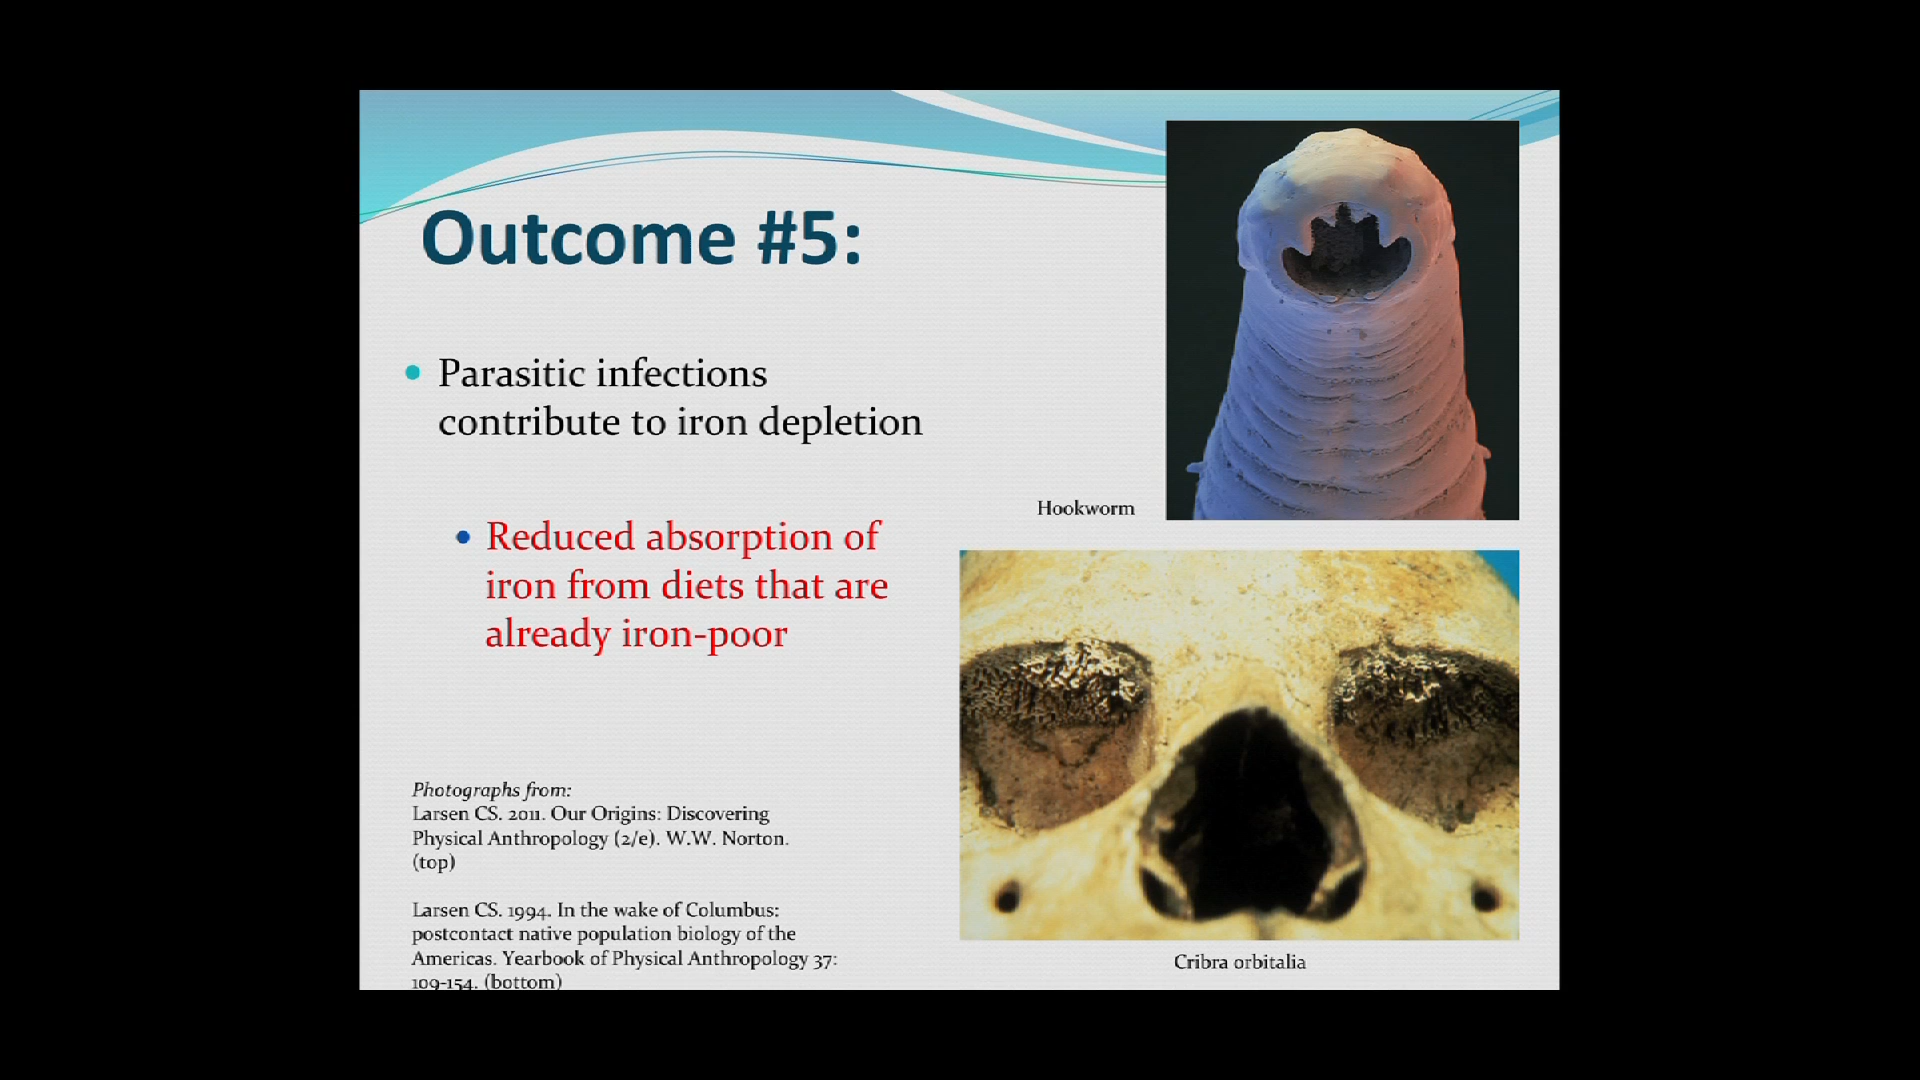 Outcome #5:
Parasitic infections
contribute to iron depletion
Reduced absorption of
iron from diets that are
already iron-poor
Hookworm
Photographs from:
Larsen CS. 2011. Our Origins: Discovering
Physical Anthropology (2/e). W.W. Norton.
(top)
Larsen CS. 1994. In the wake of Columbus:
postcontact native population biology of the
Americas. Yearbook of Physical Anthropology 37:
109-154. (bottom)
Cribra orbitalia